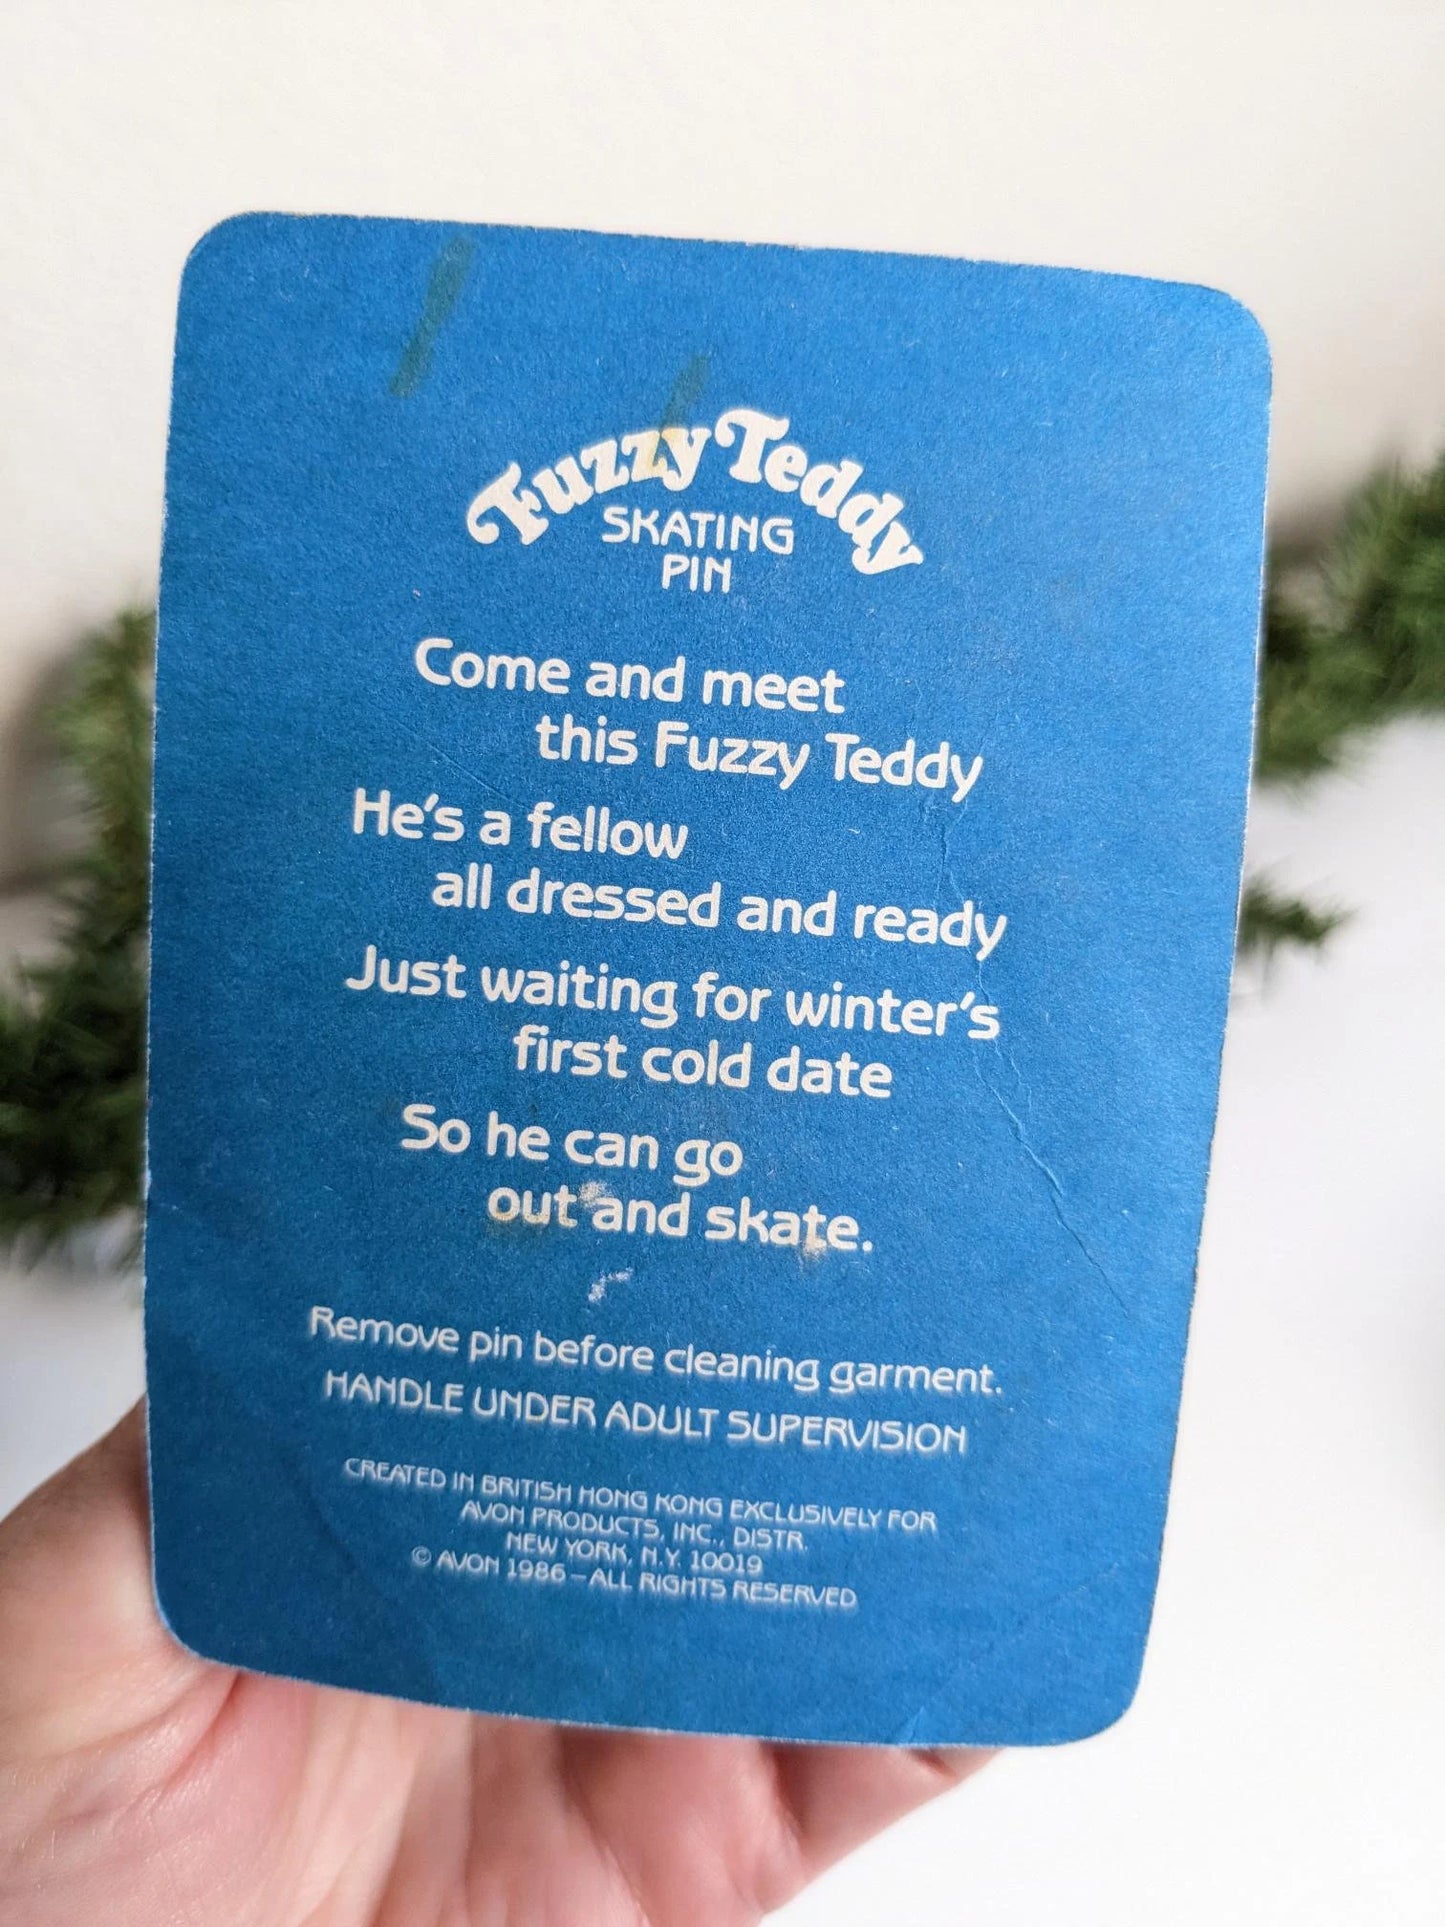 Fuzzy Teddy
SKATING
PIN
Come and meet
this Fuzzy Teddy
He's a fellow
all dressed and ready
Just waiting for winter's
first cold date
So he can go
out and skate.
Remove pin before cleaning garment.
HANDLE UNDER ADULT SUPERVISION
CREATED IN BRITISH HONG KONG EXCLUSIVELY FOR
AVON PRODUCTS, INC., DISTR.
NEW YORK, N.Y. 10019
© AVON 1986 – ALL RIGHTS RESERVED